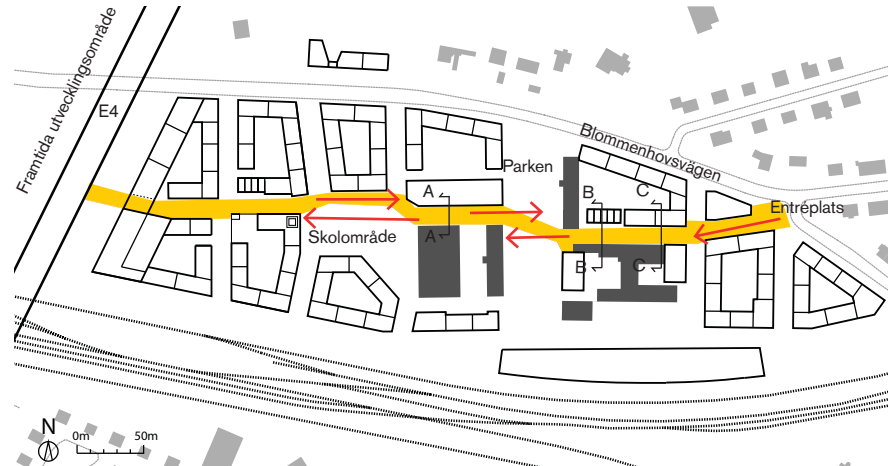 Framtida utvecklingsområde
E4
Blommenhovsvägen
Parken
A
B
C
Entréplats
Skolområde
A
B
C
N
0m
50m